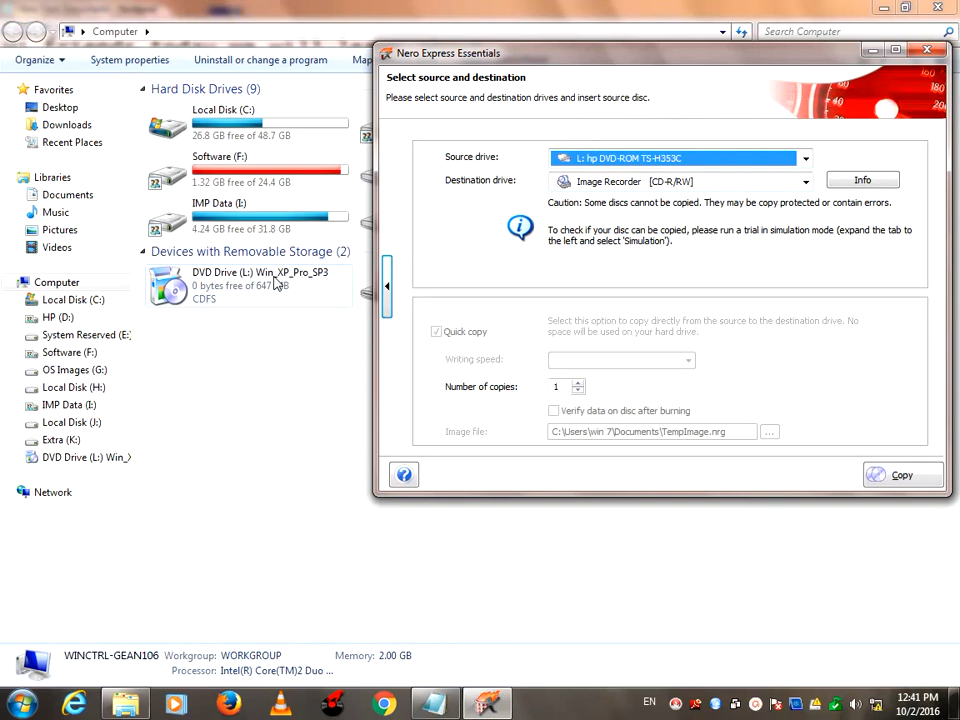 Computer
Search Computer
Organize
System properties
Uninstall or change a program
Map
Favorites
Desktop
Downloads
Recent Places
Libraries
Documents
Music
Pictures
Videos
Computer
Local Disk (C:)
HP (D:)
System Reserved (E:)
Software (F:)
OS Images (G:)
Local Disk (H:)
IMP Data (I:)
Local Disk (J:)
Extra (K:)
DVD Drive (L:) Win_X
Network
Hard Disk Drives (9)
Local Disk (C:)
26.8 GB free of 48.7 GB
Software (F:)
1.32 GB free of 24.4 GB
IMP Data (I:)
4.24 GB free of 31.8 GB
Devices with Removable Storage (2)
DVD Drive (L:) Win_XP_Pro_SP3
0 bytes free of 647 MB
CDFS
Nero Express Essentials
Select source and destination
Please select source and destination drives and insert source disc.
160
180
40
Source drive:
L: hp DVD-ROM TS-H353C
Destination drive:
Image Recorder [CD-R/RW]
Info
Caution: Some discs cannot be copied. They may be copy protected or contain errors.
To check if your disc can be copied, please run a trial in simulation mode (expand the tab to
the left and select 'Simulation').
Quick copy
Select this option to copy directly from the source to the destination drive. No
space will be used on your hard drive.
Writing speed:
Number of copies:
1
Verify data on disc after burning
Image file:
C:\Users\win 7\Documents\TempImage.nrg
...
Copy
WINCTRL-GEAN106
Workgroup: WORKGROUP
Memory: 2.00 GB
Processor: Intel(R) Core(TM)2 Duo ...
EN
12:41 PM
10/2/2016